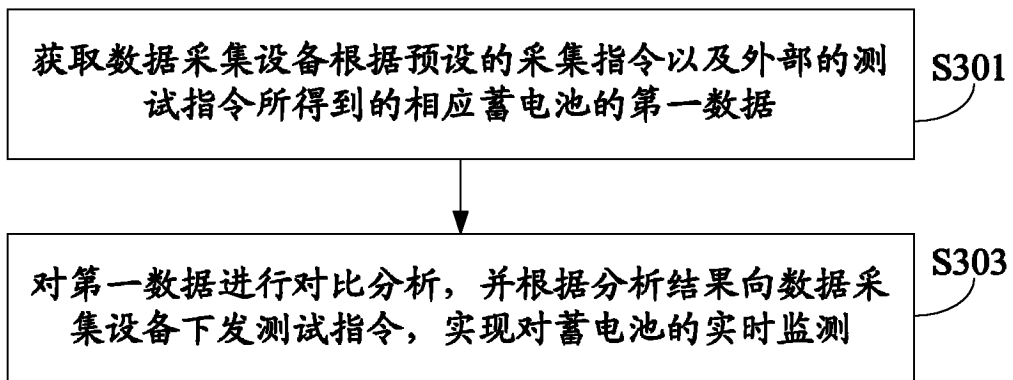 获取数据采集设备根据预设的采集指令以及外部的测
试指令所得到的相应蓄电池的第一数据
S301
对第一数据进行对比分析，并根据分析结果向数据采
集设备下发测试指令，实现对蓄电池的实时监测
S303